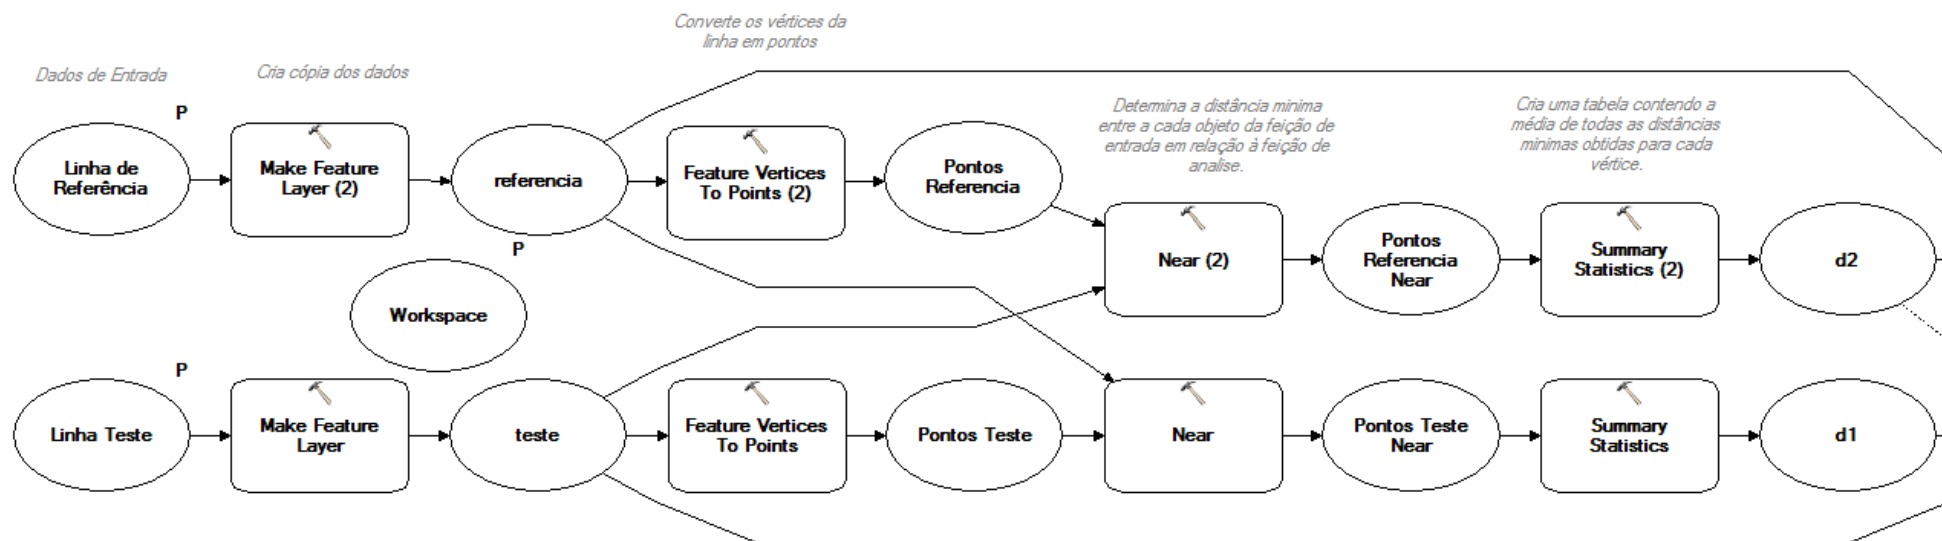 Converte os vértices da
linha em pontos
Dados de Entrada
Cria cópia dos dados
Determina a distância minima
entre a cada objeto da feição de
entrada em relação à feição de
analise.
Cria uma tabela contendo a
média de todas as distâncias
minimas obtidas para cada
vértice.
P
Linha de
Referência
Make Feature
Layer (2)
referencia
Feature Vertices
To Points (2)
Pontos
Referencia
Near (2)
Pontos
Referencia
Near
Summary
Statistics (2)
d2
P
Workspace
P
Linha Teste
Make Feature
Layer
teste
Feature Vertices
To Points
Pontos Teste
Near
Pontos Teste
Near
Summary
Statistics
d1